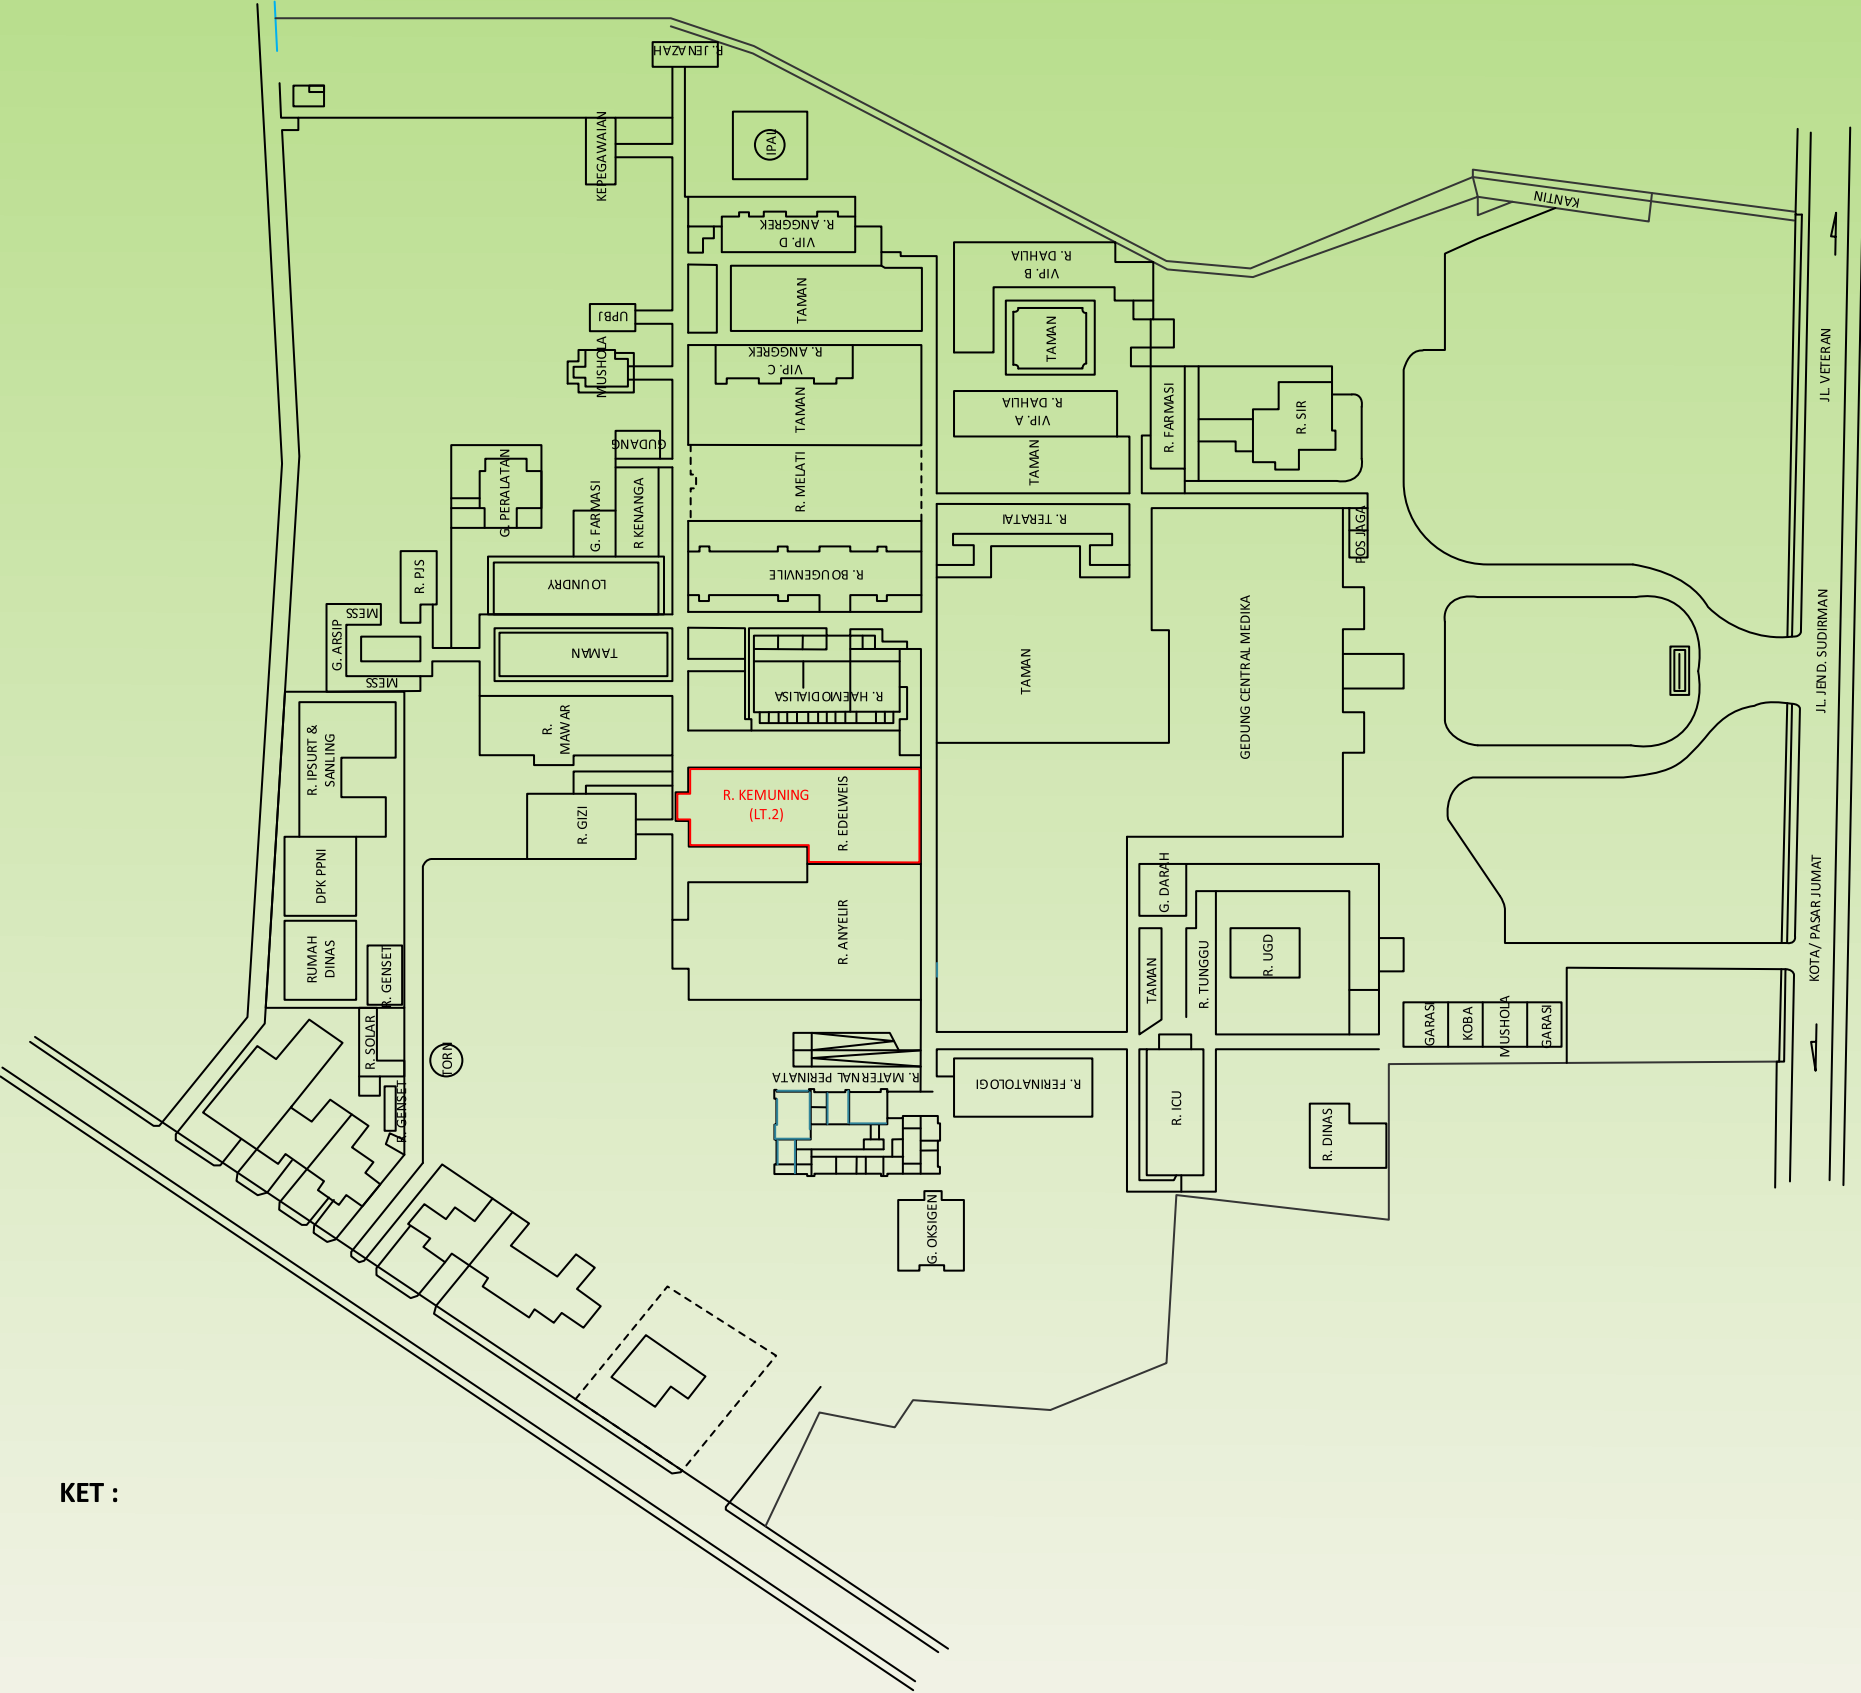 R. JENAZAH
KEPEGAWAIAN
IPAL
KANTIN
R. ANGGREK
VIP. D
R. DAHLIA
VIP. B
TAMAN
UPBJ
TAMAN
MUSHOLA
R. ANGGREK
VIP. C
JL. VETERAN
TAMAN
R. DAHLIA
VIP. A
R. FARMASI
R. SIR
GUDANG
G. PERALATAN
G. FARMASI
R KENANGA
R. MELATI
TAMAN
R. TERATAI
POS JAGA
R. PJS
LOUNDRY
R. BOUGENVILE
MESS
G. ARSIP
MESS
TAMAN
R. HAEMODIALISA
TAMAN
GEDUNG CENTRAL MEDIKA
JL. JEND. SUDIRMAN
R. IPSURT &
SANLING
R.
MAWAR
R. GIZI
R. KEMUNING
(LT.2)
R. EDELWEIS
DPK PPNI
G. DARAH
KOTA/ PASAR JUMAT
RUMAH
DINAS
R. GENSET
R. ANYELIR
TAMAN
R. TUNGGU
R. UGD
R. SOLAR
TORN
GARASI
KOBA
MUSHOLA
GARASI
R. GENSET
R. MATERNAL PERINATA
R. FERINATOLOGI
R. ICU
R. DINAS
G. OKSIGEN
KET :